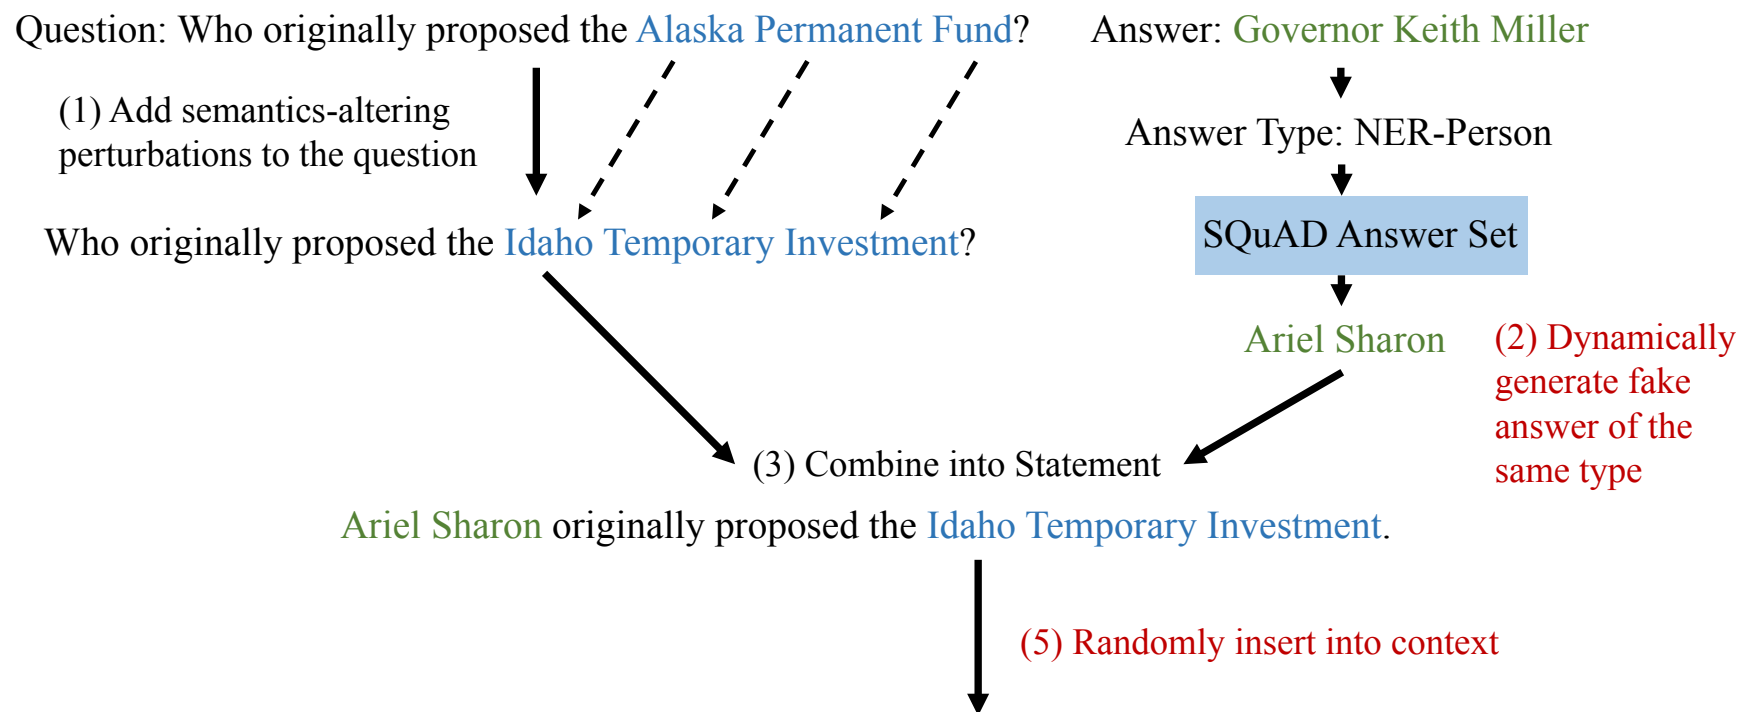 Question: Who originally proposed the Alaska Permanent Fund?
Answer: Governor Keith Miller
(1) Add semantics-altering
perturbations to the question
Answer Type: NER-Person
Who originally proposed the Idaho Temporary Investment?
SQuAD Answer Set
Ariel Sharon
(2) Dynamically
generate fake
answer of the
same type
(3) Combine into Statement
Ariel Sharon originally proposed the Idaho Temporary Investment.
(5) Randomly insert into context